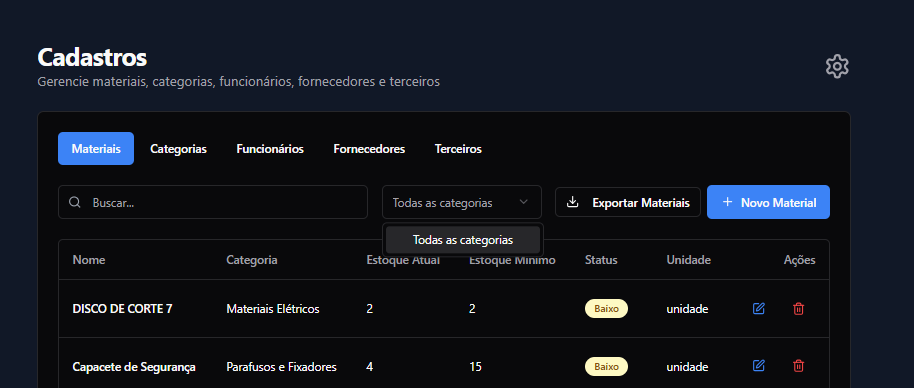 Cadastros
Gerencie materiais, categorias, funcionários, fornecedores e terceiros
Materiais Categorias Funcionários Fornecedores Terceiros
Buscar... Todas as categorias Exportar Materiais + Novo Material
Todas as categorias
Nome Categoria Estoque Atual Estoque Mínimo Status Unidade Ações
DISCO DE CORTE 7 Materiais Elétricos 2 2 Baixo unidade
Capacete de Segurança Parafusos e Fixadores 4 15 Baixo unidade